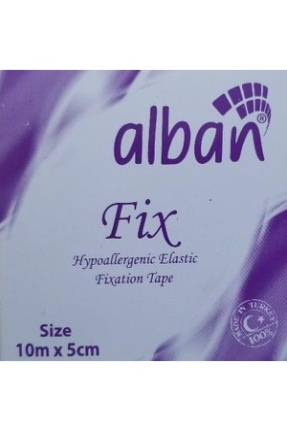 alban®
Fix
Hypoallergenic Elastic
Fixation Tape
Size
10m x 5cm
MADE IN TURKEY
100%